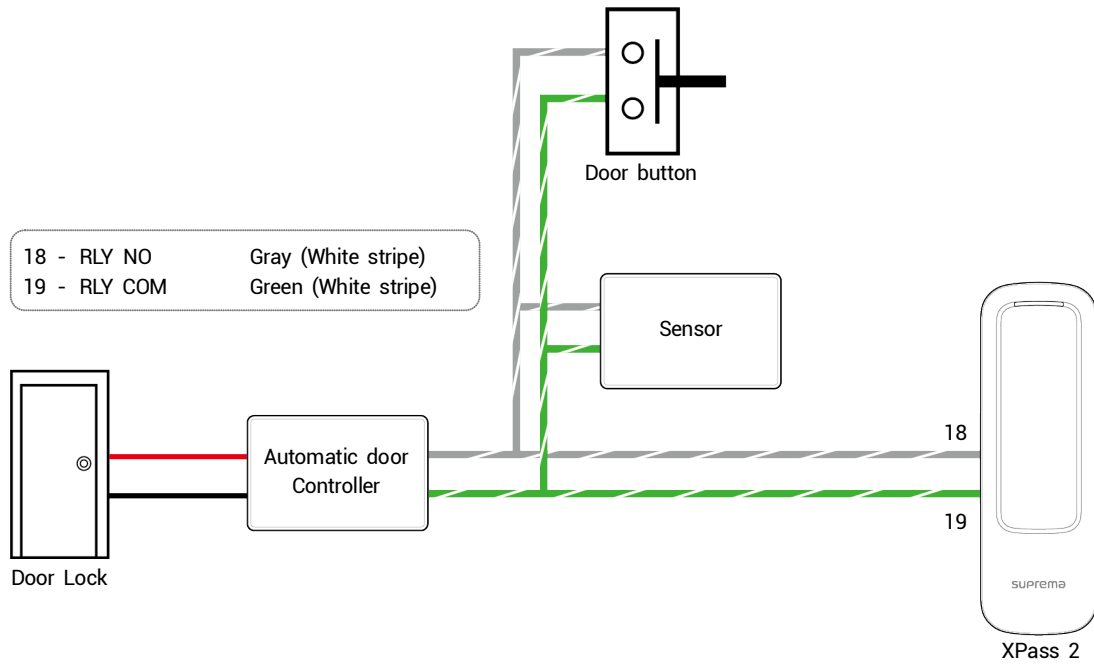 Door button
18 - RLY NO Gray (White stripe)
19 - RLY COM Green (White stripe)
Sensor
Automatic door
Controller
18
19
Door Lock
suprema
XPass 2